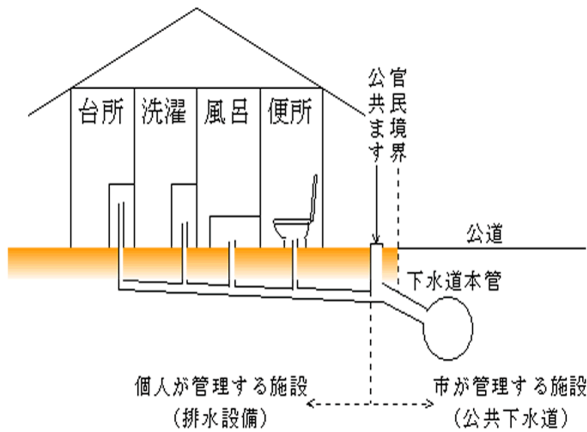 台所
洗濯
風呂
便所
公共ます
官民境界
公道
下水道本管
個人が管理する施設
（排水設備）
市が管理する施設
（公共下水道）